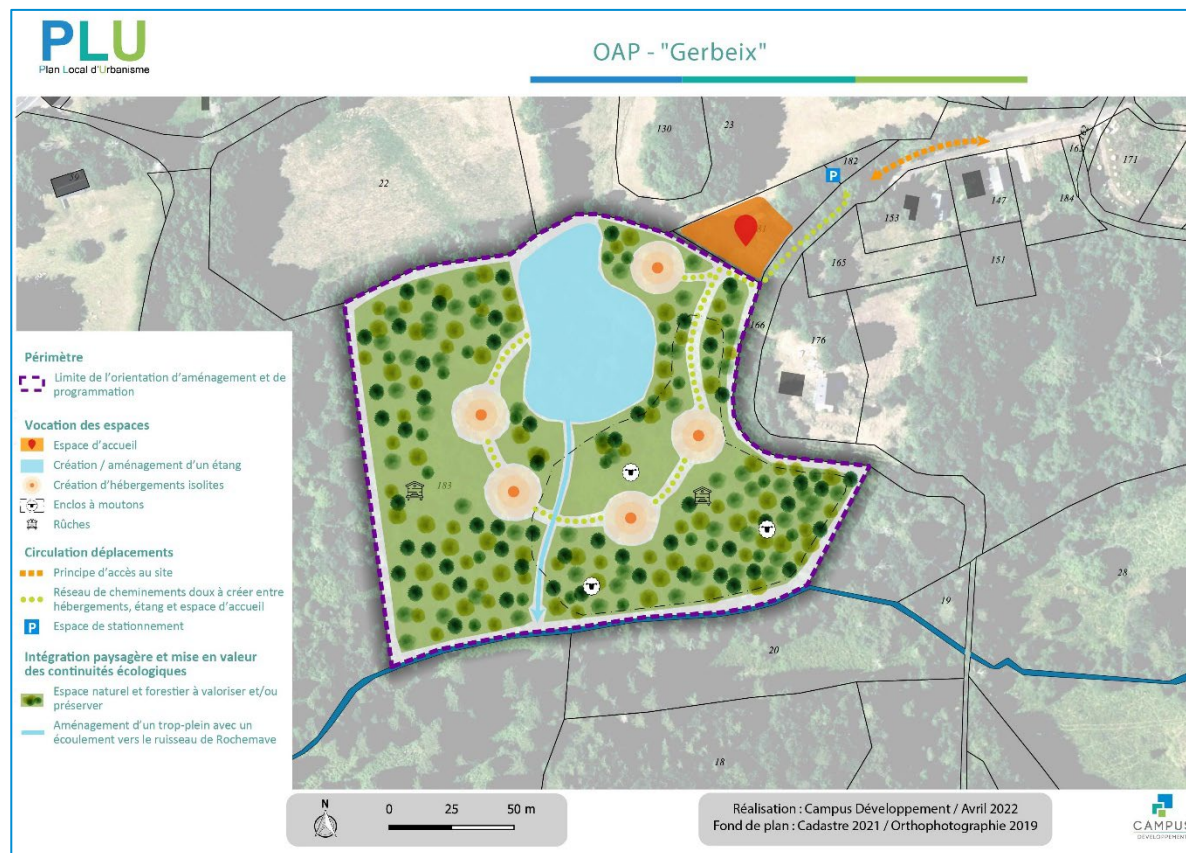 PLU
Plan Local d'Urbanisme
OAP - "Gerbeix"
130
23
182
171
22
153
147
184
165
151
166
176
183
28
19
20
18
P
Périmètre
Limite de l'orientation d'aménagement et de
programmation
Vocation des espaces
Espace d'accueil
Création / aménagement d'un étang
Création d'hébergements isolites
Enclos à moutons
Rûches
Circulation déplacements
Principe d'accès au site
Réseau de cheminements doux à créer entre
hébergements, étang et espace d'accueil
P
Espace de stationnement
Intégration paysagère et mise en valeur
des continuités écologiques
Espace naturel et forestier à valoriser et/ou
préserver
Aménagement d'un trop-plein avec un
écoulement vers le ruisseau de Rochemave
N
0 25 50 m
Réalisation : Campus Développement / Avril 2022
Fond de plan : Cadastre 2021 / Orthophotographie 2019
CAMPUS
DÉVELOPPEMENT